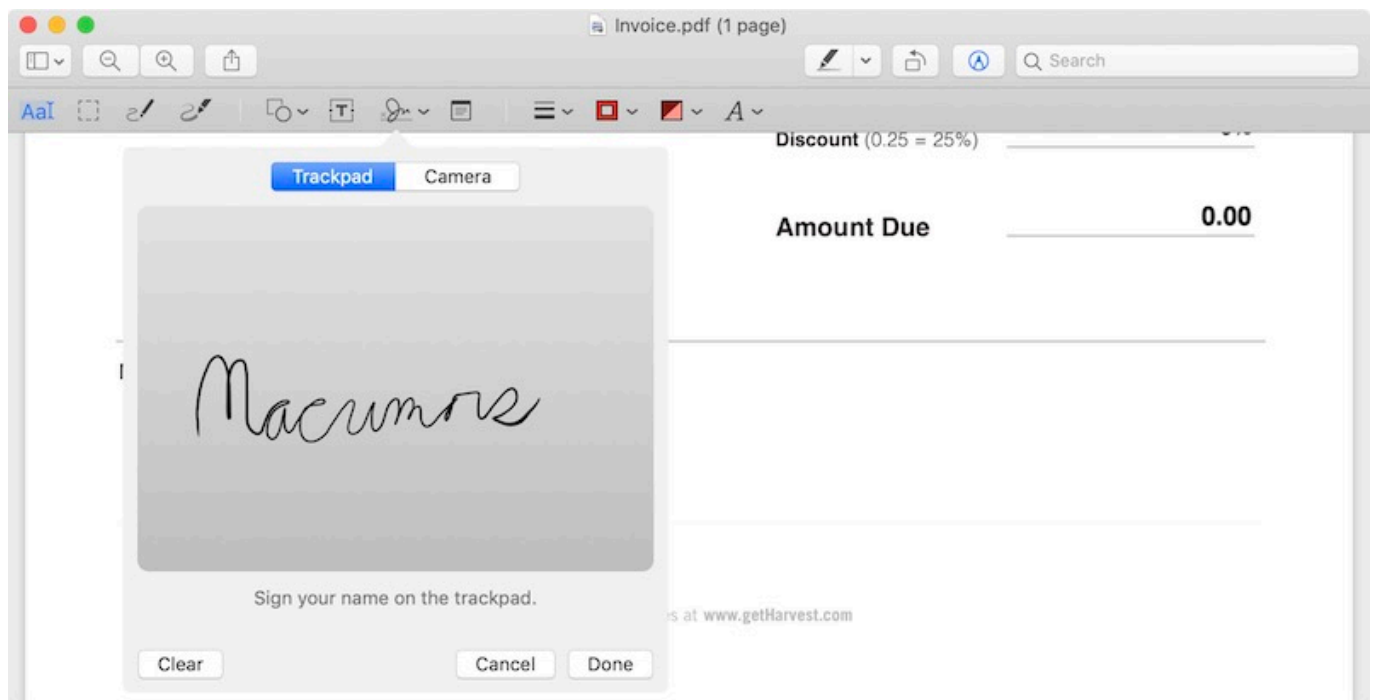 Invoice.pdf (1 page)
Search
AaI T A
Discount (0.25 = 25%)
Trackpad Camera
Amount Due 0.00
Macrumors
Sign your name on the trackpad.
at www.getHarvest.com
Clear Cancel Done